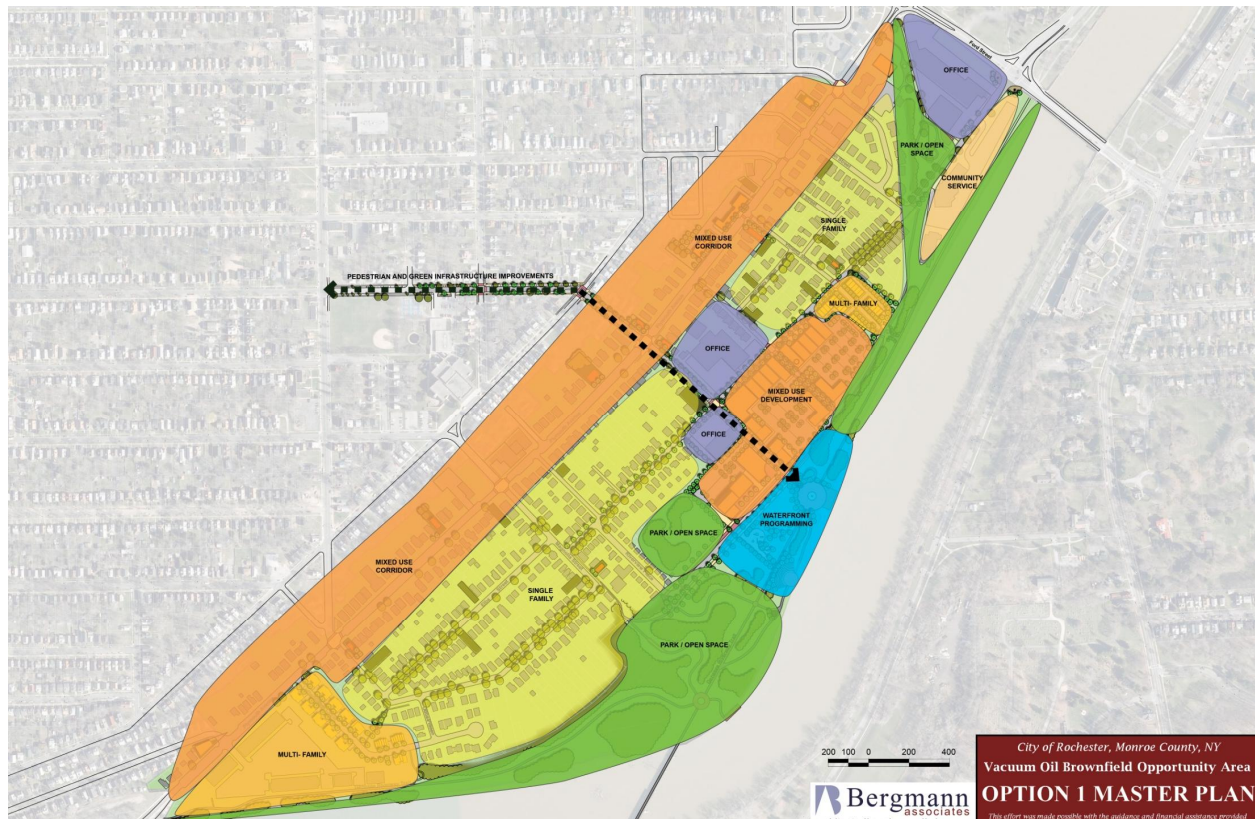 Ford Street
OFFICE
PARK / OPEN
SPACE
COMMUNITY
SERVICE
SINGLE
FAMILY
MIXED USE
CORRIDOR
PEDESTRIAN AND GREEN INFRASTRUCTURE IMPROVEMENTS
MULTI- FAMILY
OFFICE
MIXED USE
DEVELOPMENT
OFFICE
WATERFRONT
PROGRAMMING
PARK / OPEN SPACE
MIXED USE
CORRIDOR
SINGLE
FAMILY
PARK / OPEN SPACE
MULTI- FAMILY
200 100 0 200 400
Bergmann
associates
City of Rochester, Monroe County, NY
Vacuum Oil Brownfield Opportunity Area
OPTION 1 MASTER PLAN
This effort was made possible with the guidance and financial assistance provided